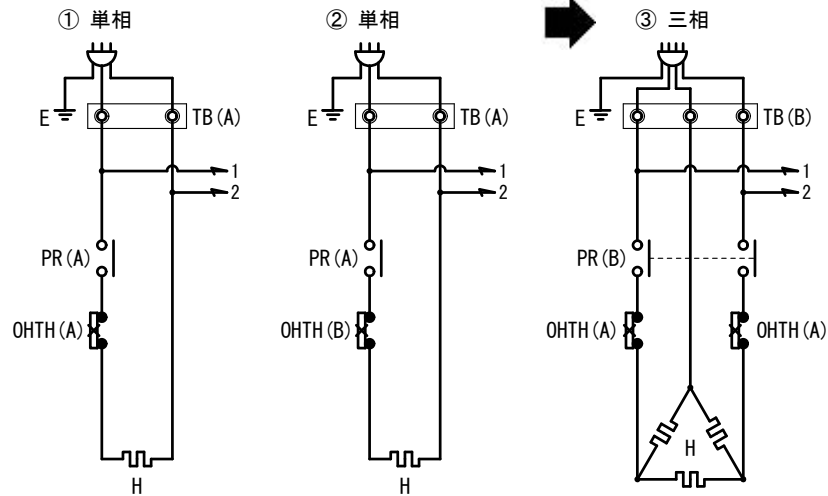 ① 単相
② 単相
③ 三相
E
TB(A)
E
TB(A)
E
TB(B)
1
1
1
2
2
2
PR(A)
PR(A)
PR(B)
OHTH(A)
OHTH(B)
OHTH(A)
OHTH(A)
H
H
H